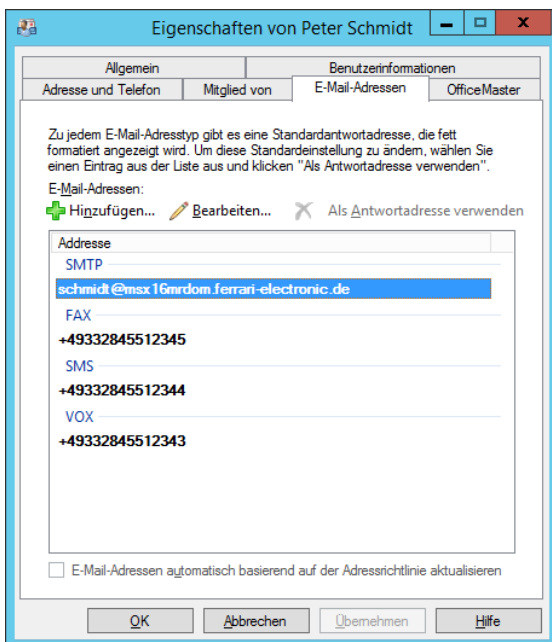 Eigenschaften von Peter Schmidt
Allgemein Benutzerinformationen
Adresse und Telefon Mitglied von E-Mail-Adressen OfficeMaster
Zu jedem E-Mail-Adresstyp gibt es eine Standardantwortadresse, die fett
formatiert angezeigt wird. Um diese Standardeinstellung zu ändern, wählen Sie
einen Eintrag aus der Liste aus und klicken "Als Antwortadresse verwenden".
E-Mail-Adressen:
Hinzufügen... Bearbeiten... Als Antwortadresse verwenden
Addresse
SMTP
schmidt@msx16mrdom.ferrari-electronic.de
FAX
+49332845512345
SMS
+49332845512344
VOX
+49332845512343
E-Mail-Adressen automatisch basierend auf der Adressrichtlinie aktualisieren
OK Abbrechen Übernehmen Hilfe